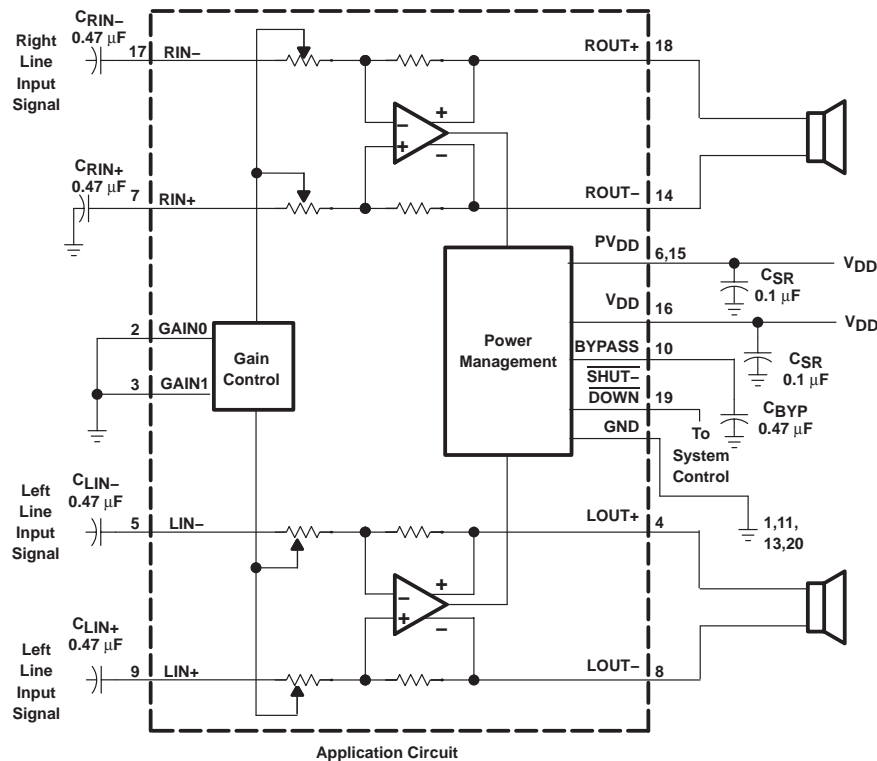 CRIN−
0.47 µF
Right
Line
Input
Signal
17
RIN−
ROUT+
18
−
+
+
−
CRIN+
0.47 µF
7
RIN+
ROUT−
14
PVDD
6,15
VDD
CSR
0.1 µF
VDD
16
VDD
CSR
0.1 µF
2
GAIN0
3
GAIN1
Gain
Control
Power
Management
BYPASS
10
SHUT−
DOWN
19
CBYP
0.47 µF
GND
To
System
Control
1,11,
13,20
CLIN−
0.47 µF
Left
Line
Input
Signal
5
LIN−
LOUT+
4
−
+
+
−
CLIN+
0.47 µF
Left
Line
Input
Signal
9
LIN+
LOUT−
8
Application Circuit